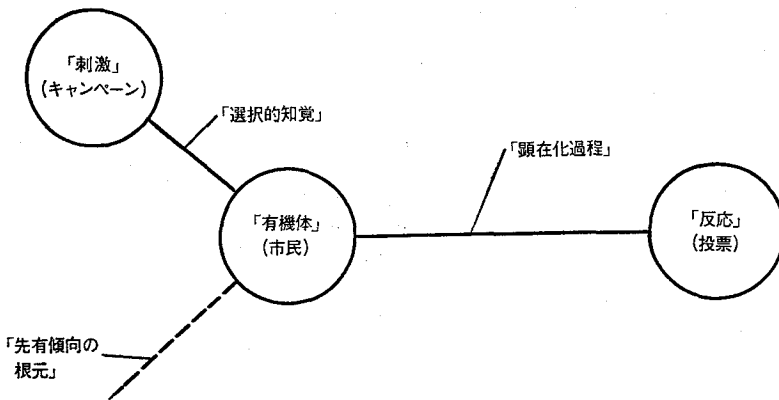 「刺激」
(キャンペーン)
「選択的知覚」
「顕在化過程」
「有機体」
(市民)
「反応」
(投票)
「先有傾向の
根元」